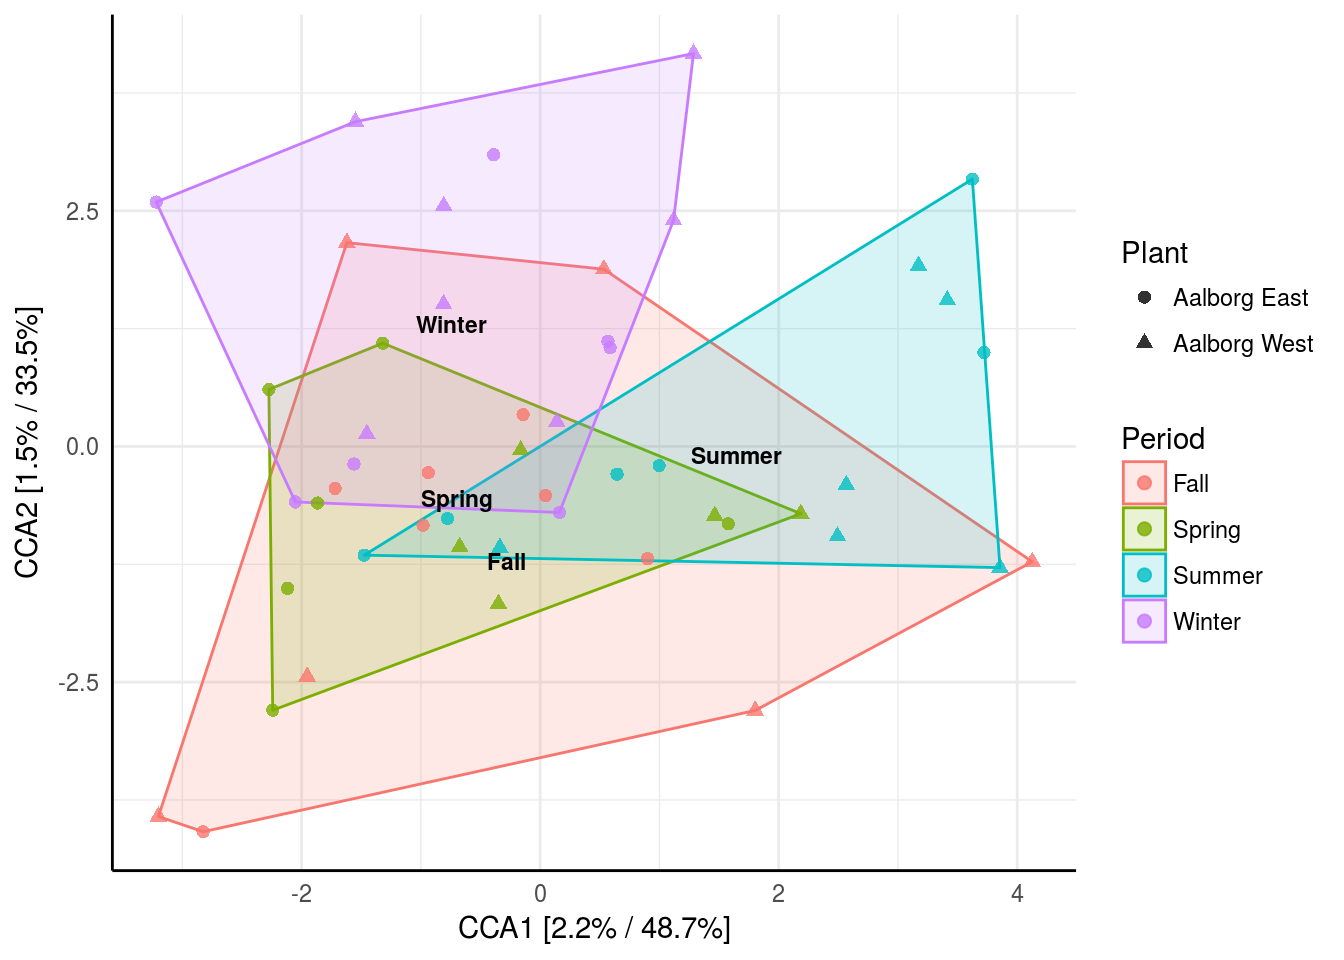 CCA2 [1.5% / 33.5%]
2.5
0.0
-2.5
Winter
Summer
Spring
Fall
-2
0
2
4
CCA1 [2.2% / 48.7%]
Plant
Aalborg East
Aalborg West
Period
Fall
Spring
Summer
Winter